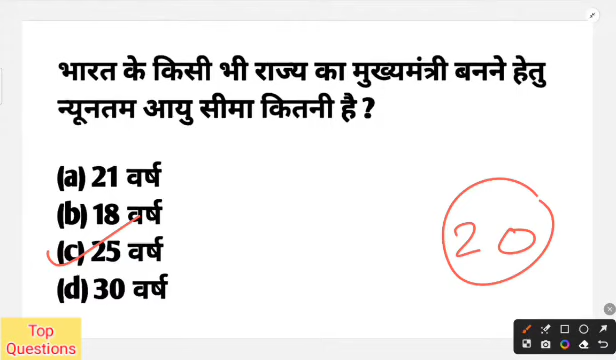 भारत के किसी भी राज्य का मुख्यमंत्री बनने हेतु
न्यूनतम आयु सीमा कितनी है ?
(a) 21 वर्ष
(b) 18 वर्ष
(c) 25 वर्ष
(d) 30 वर्ष
20
Top
Questions